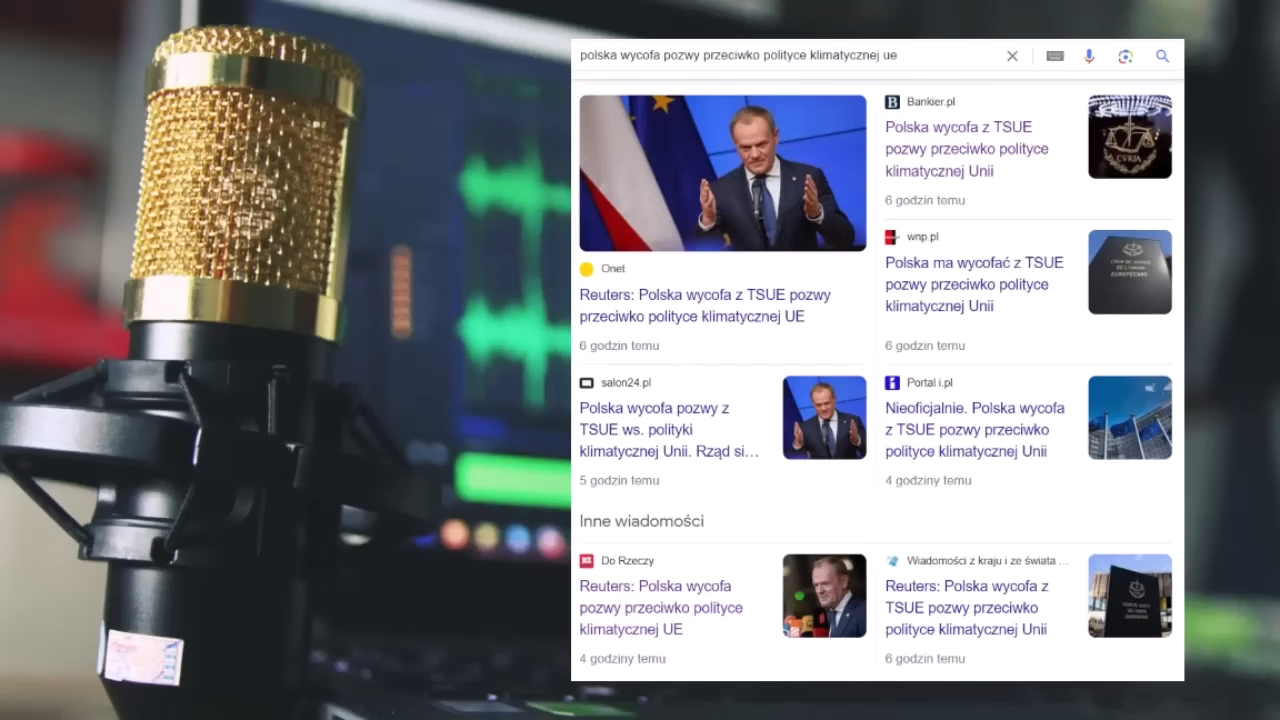 polska wycofa pozwy przeciwko polityce klimatycznej ue
Onet
Reuters: Polska wycofa z TSUE pozwy
przeciwko polityce klimatycznej UE
6 godzin temu
B Bankier.pl
Polska wycofa z TSUE
pozwy przeciwko polityce
klimatycznej Unii
6 godzin temu
CVRIA
wnp.pl
Polska ma wycofać z TSUE
pozwy przeciwko polityce
klimatycznej Unii
6 godzin temu
salon24.pl
Polska wycofa pozwy z
TSUE ws. polityki
klimatycznej Unii. Rząd si...
5 godzin temu
i Portal i.pl
Nieoficjalnie. Polska wycofa
z TSUE pozwy przeciwko
polityce klimatycznej Unii
4 godziny temu
Inne wiadomości
Do Rzeczy
Reuters: Polska wycofa
pozwy przeciwko polityce
klimatycznej UE
4 godziny temu
Wiadomości z kraju i ze świata ...
Reuters: Polska wycofa z
TSUE pozwy przeciwko
polityce klimatycznej Unii
6 godzin temu